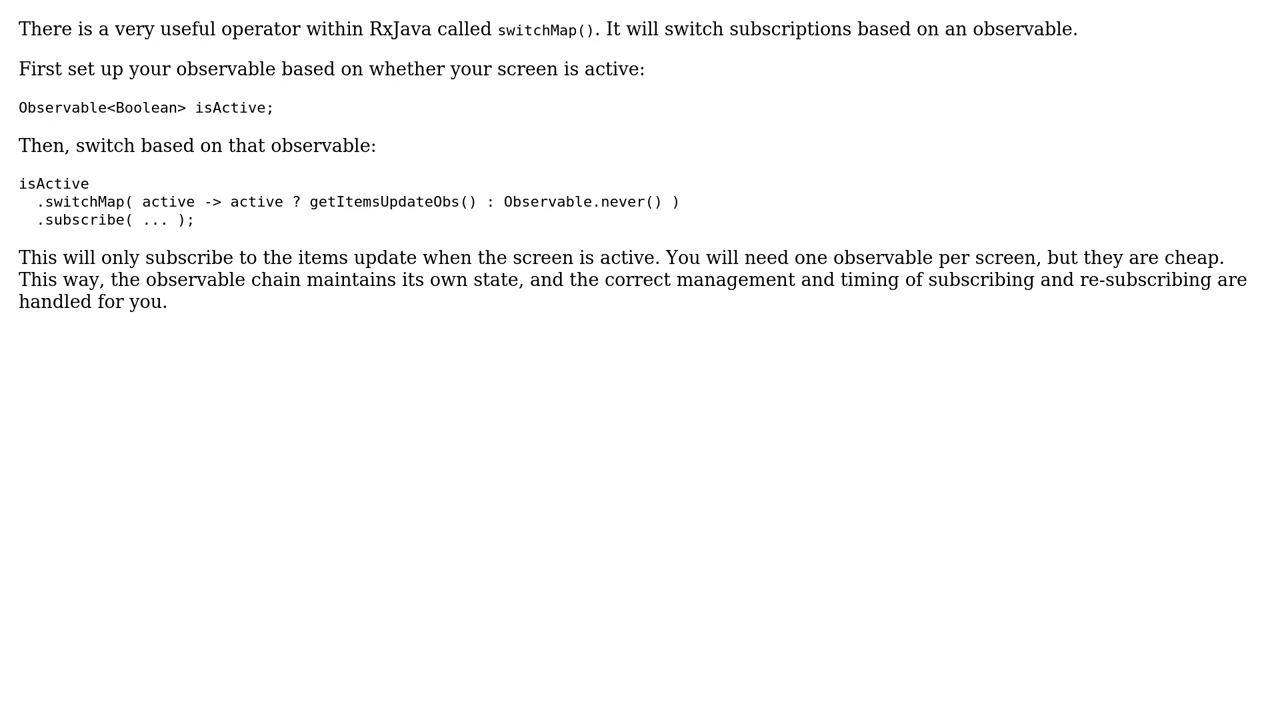 There is a very useful operator within RxJava called switchMap(). It will switch subscriptions based on an observable.
First set up your observable based on whether your screen is active:
Observable<Boolean> isActive;
Then, switch based on that observable:
isActive
  .switchMap( active -> active ? getItemsUpdateObs() : Observable.never() )
  .subscribe( ... );
This will only subscribe to the items update when the screen is active. You will need one observable per screen, but they are cheap.
This way, the observable chain maintains its own state, and the correct management and timing of subscribing and re-subscribing are
handled for you.